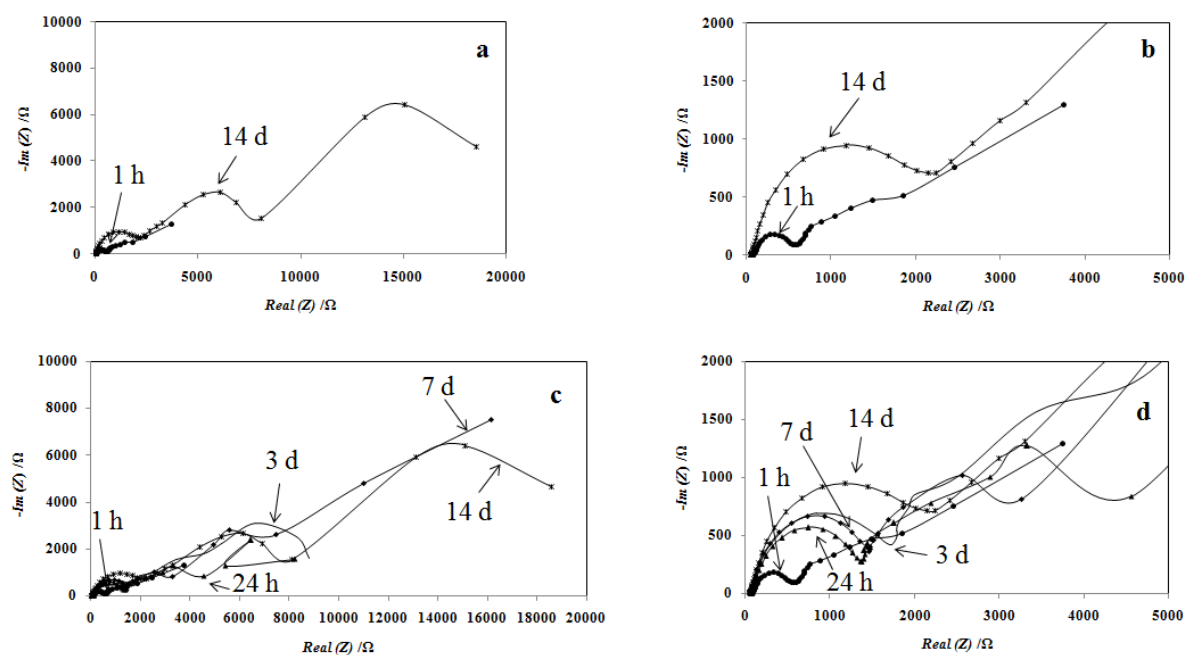 10000
8000
6000
4000
2000
0
-Im (Z) /Ω
a
14 d
1 h
0 5000 10000 15000 20000
Real (Z) /Ω
2000
1500
1000
500
0
-Im (Z) /Ω
b
14 d
1 h
0 1000 2000 3000 4000 5000
Real (Z) /Ω
10000
8000
6000
4000
2000
0
-Im (Z) /Ω
c
7 d
3 d
14 d
1 h
24 h
0 2000 4000 6000 8000 10000 12000 14000 16000 18000 20000
Real (Z) /Ω
2000
1500
1000
500
0
-Im (Z) /Ω
d
14 d
7 d
1 h
3 d
24 h
0 1000 2000 3000 4000 5000
Real (Z) /Ω